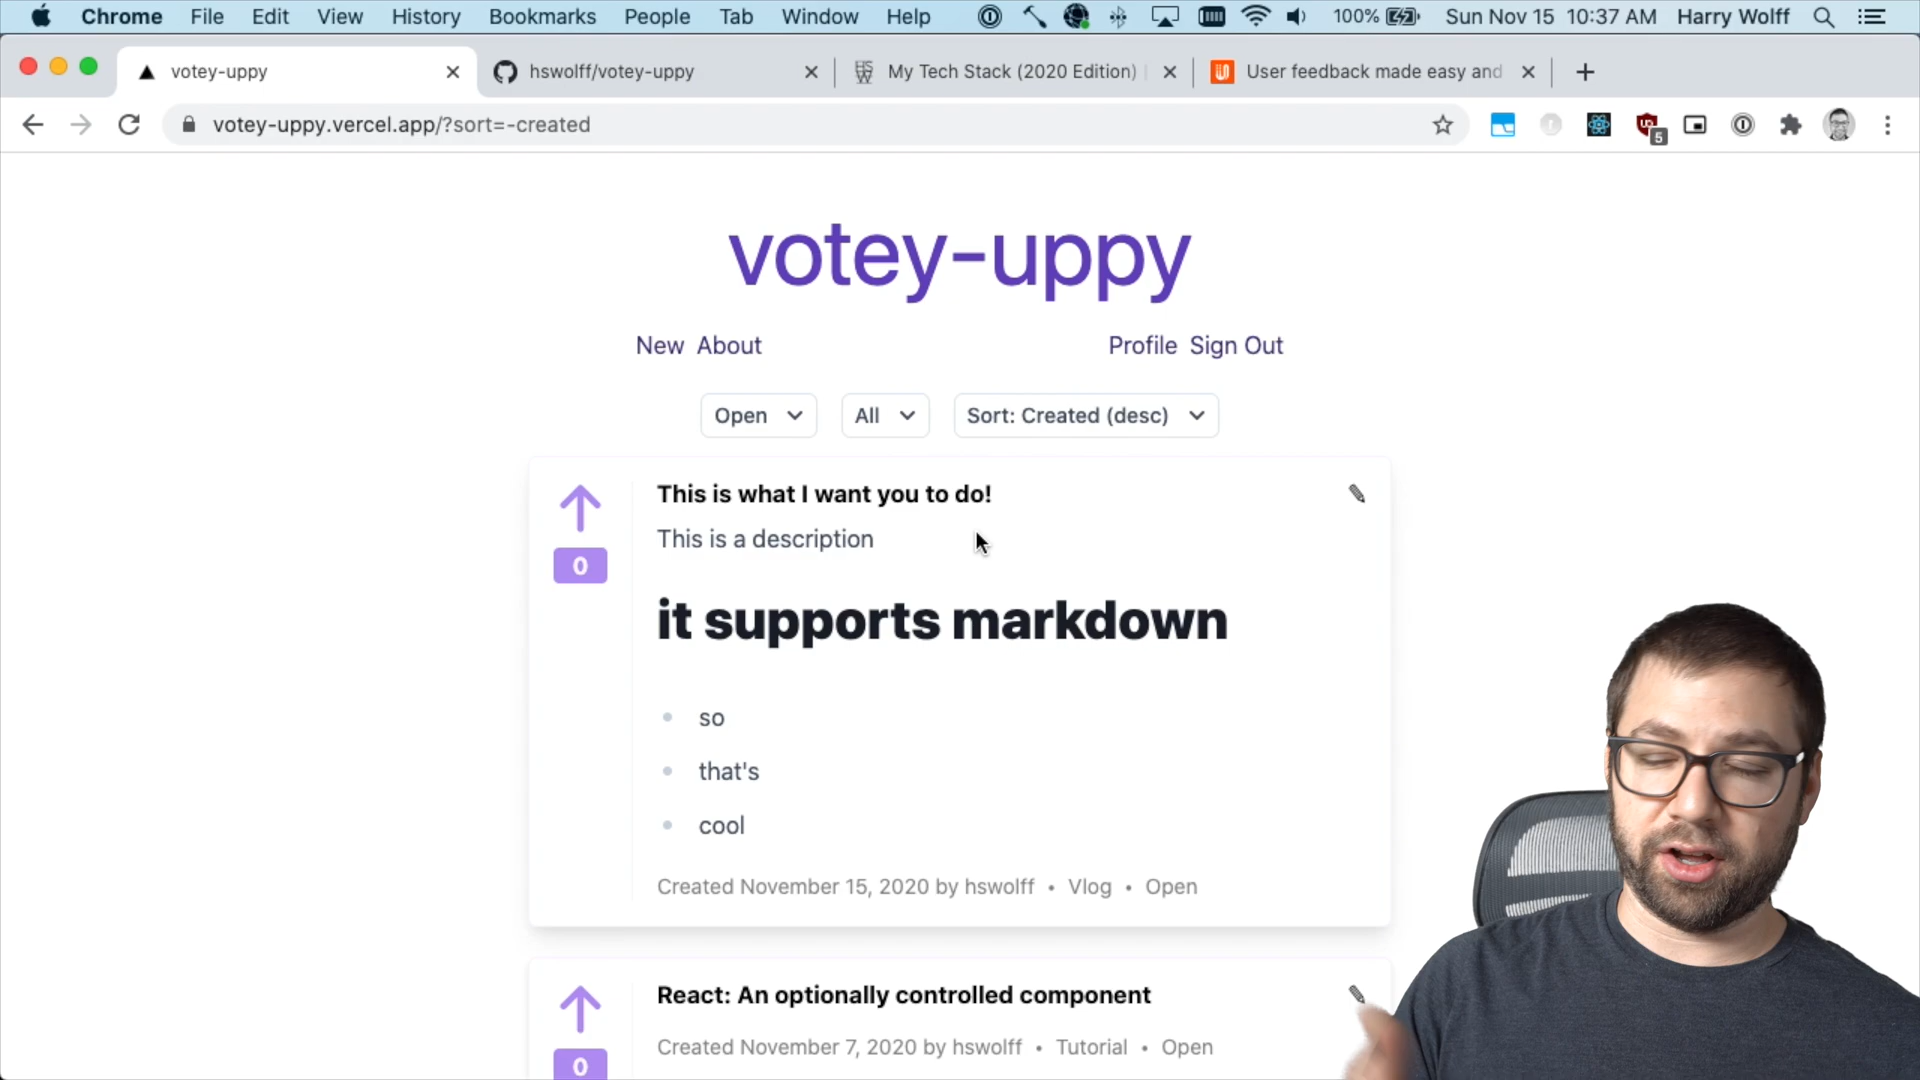 Chrome File Edit View History Bookmarks People Tab Window Help 100% Sun Nov 15 10:37 AM Harry Wolff
votey-uppy hswolff/votey-uppy My Tech Stack (2020 Edition) User feedback made easy and
votey-uppy.vercel.app/?sort=-created 5
votey-uppy
New About Profile Sign Out
Open All Sort: Created (desc)
This is what I want you to do!
This is a description
0
it supports markdown
so
that's
cool
Created November 15, 2020 by hswolff • Vlog • Open
React: An optionally controlled component
Created November 7, 2020 by hswolff • Tutorial • Open
0